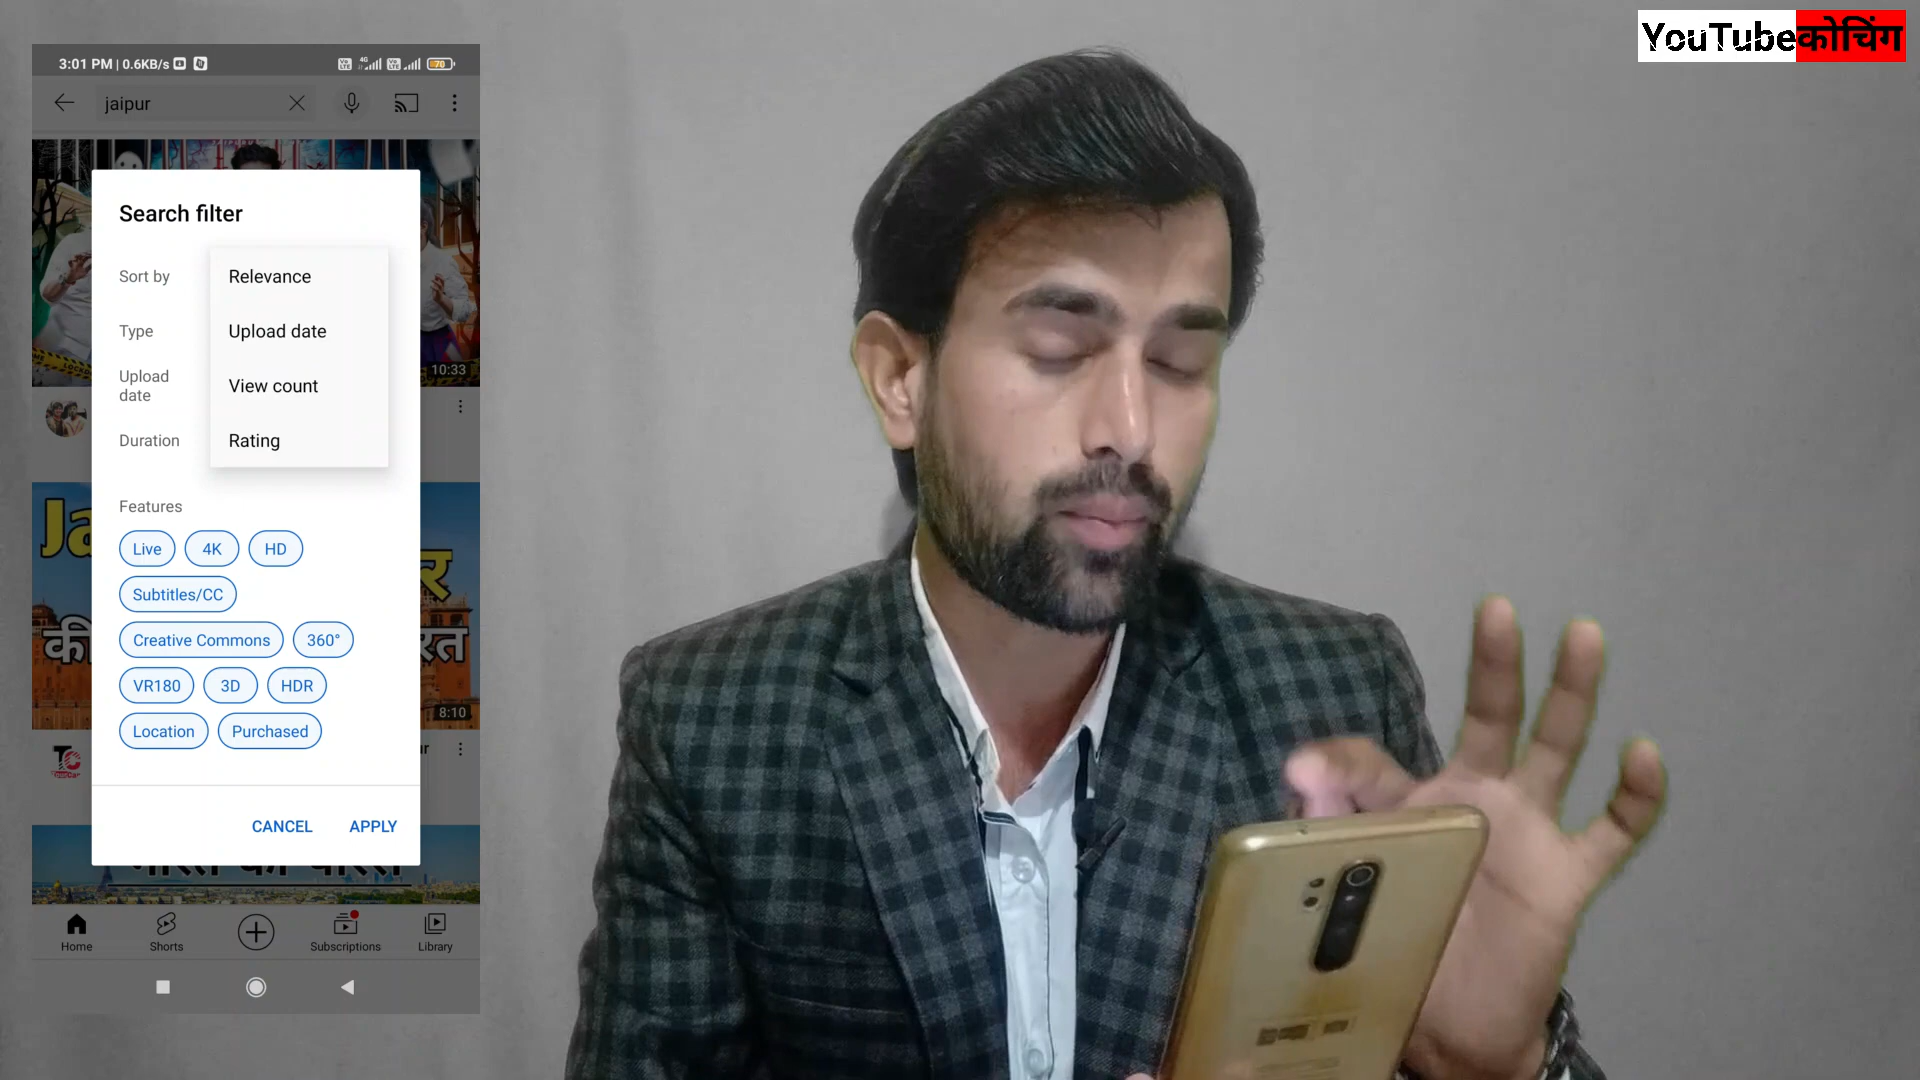 YouTubeकोचिंग
3:01 PM | 0.6KB/s
4G
70
jaipur
10:33
Search filter
Sort by
Relevance
Type
Upload date
Upload
date
View count
Duration
Rating
Features
Live
4K
HD
Subtitles/CC
Creative Commons
360°
VR180
3D
HDR
8:10
Location
Purchased
CANCEL
APPLY
Home
Shorts
Subscriptions
Library